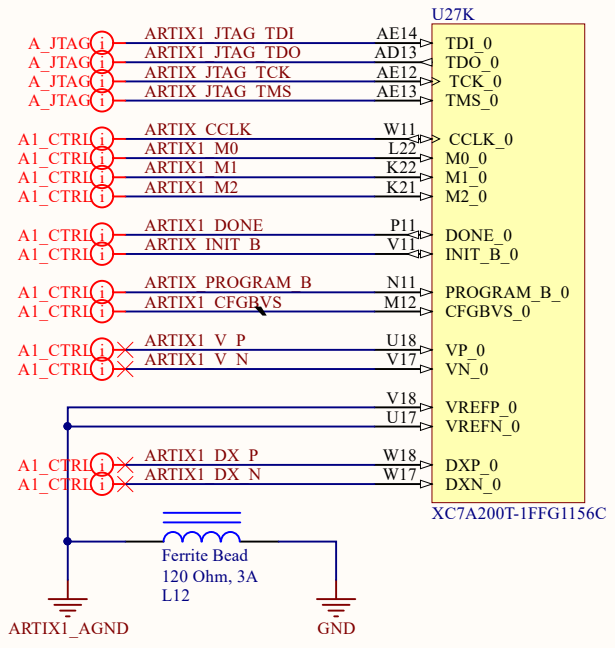 U27K
A_JTAG i ARTIX1_JTAG_TDI AE14 TDI_0
A_JTAG i ARTIX1_JTAG_TDO AD13 TDO_0
A_JTAG i ARTIX_JTAG_TCK AE12 TCK_0
A_JTAG i ARTIX_JTAG_TMS AE13 TMS_0
A1_CTRL i ARTIX_CCLK W11 CCLK_0
A1_CTRL i ARTIX1_M0 L22 M0_0
A1_CTRL i ARTIX1_M1 K22 M1_0
A1_CTRL i ARTIX1_M2 K21 M2_0
A1_CTRL i ARTIX1_DONE P11 DONE_0
A1_CTRL i ARTIX_INIT_B V11 INIT_B_0
A1_CTRL i ARTIX_PROGRAM_B N11 PROGRAM_B_0
A1_CTRL i ARTIX1_CFGBVS M12 CFGBVS_0
A1_CTRL i ARTIX1_V_P U18 VP_0
A1_CTRL i ARTIX1_V_N V17 VN_0
V18 VREFP_0
U17 VREFN_0
A1_CTRL i ARTIX1_DX_P W18 DXP_0
A1_CTRL i ARTIX1_DX_N W17 DXN_0
XC7A200T-1FFG1156C
Ferrite Bead
120 Ohm, 3A
L12
ARTIX1_AGND GND